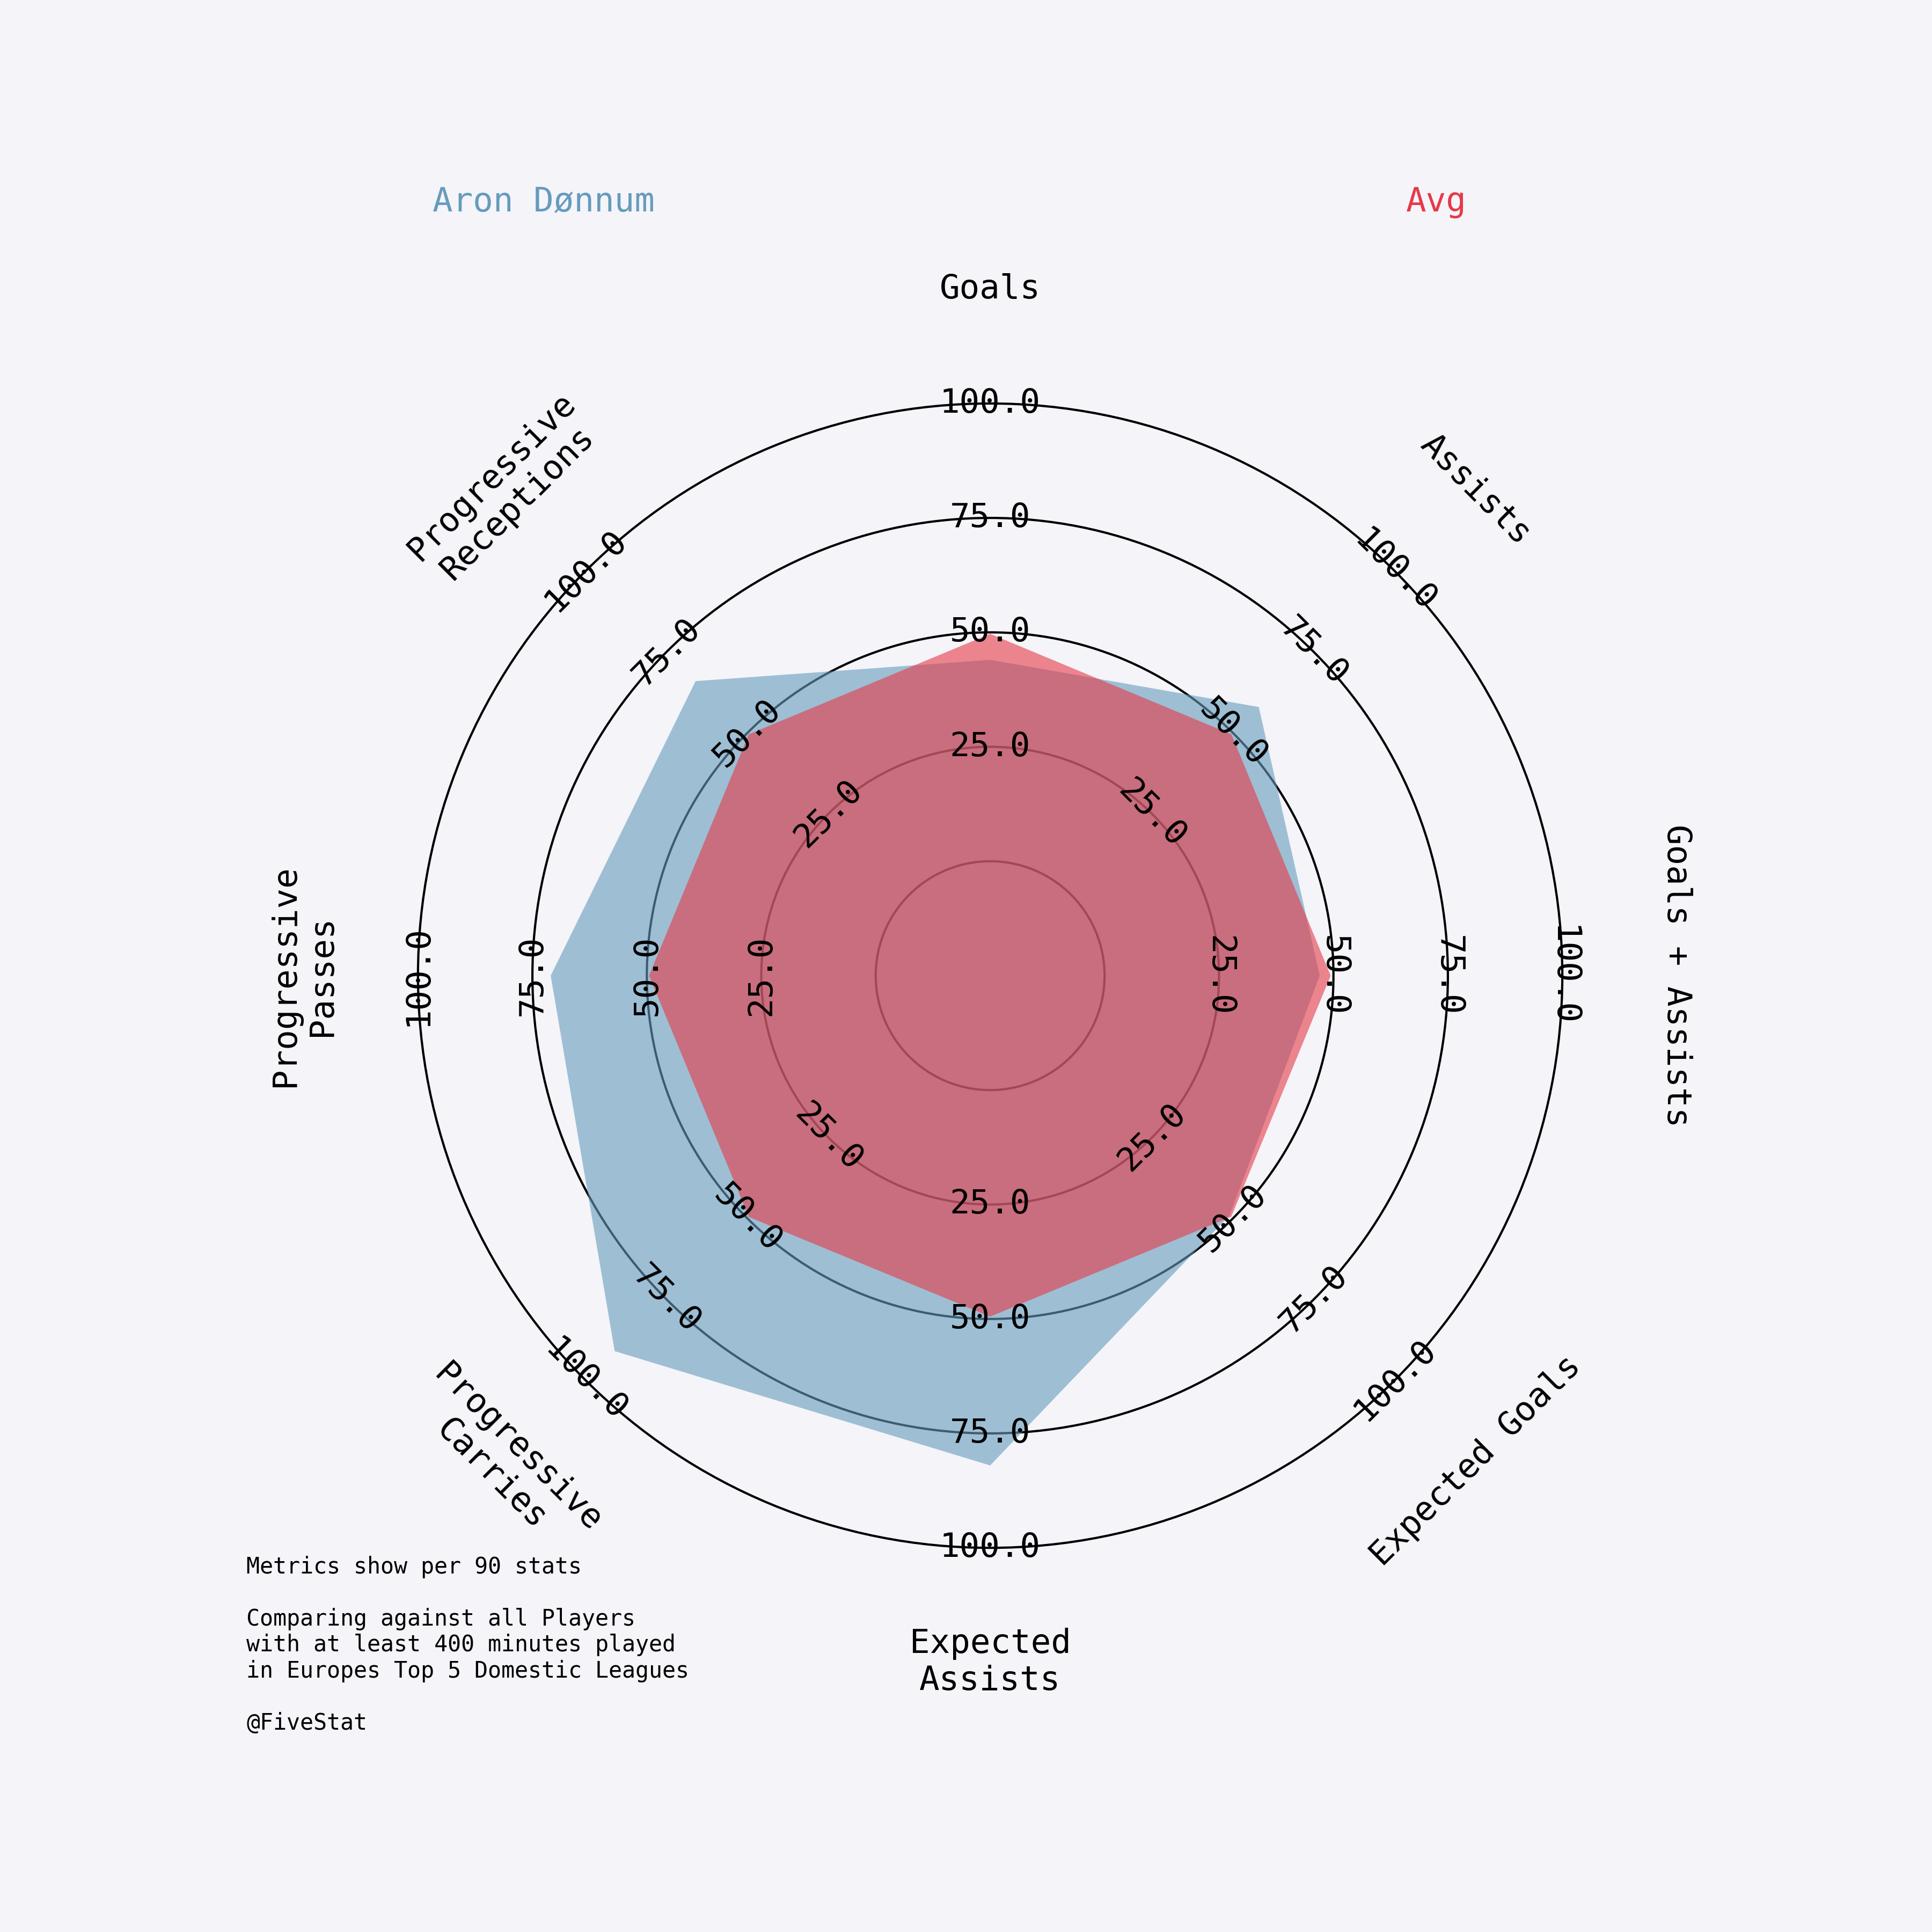 Aron Dønnum
Avg
Goals
Assists
Goals + Assists
Expected Goals
Expected
Assists
Progressive
Carries
Progressive
Passes
Progressive
Receptions
25.0
50.0
75.0
100.0
25.0
50.0
75.0
100.0
25.0
50.0
75.0
100.0
25.0
50.0
75.0
100.0
25.0
50.0
75.0
100.0
25.0
50.0
75.0
100.0
25.0
50.0
75.0
100.0
25.0
50.0
75.0
100.0
Metrics show per 90 stats
Comparing against all Players
with at least 400 minutes played
in Europes Top 5 Domestic Leagues
@FiveStat